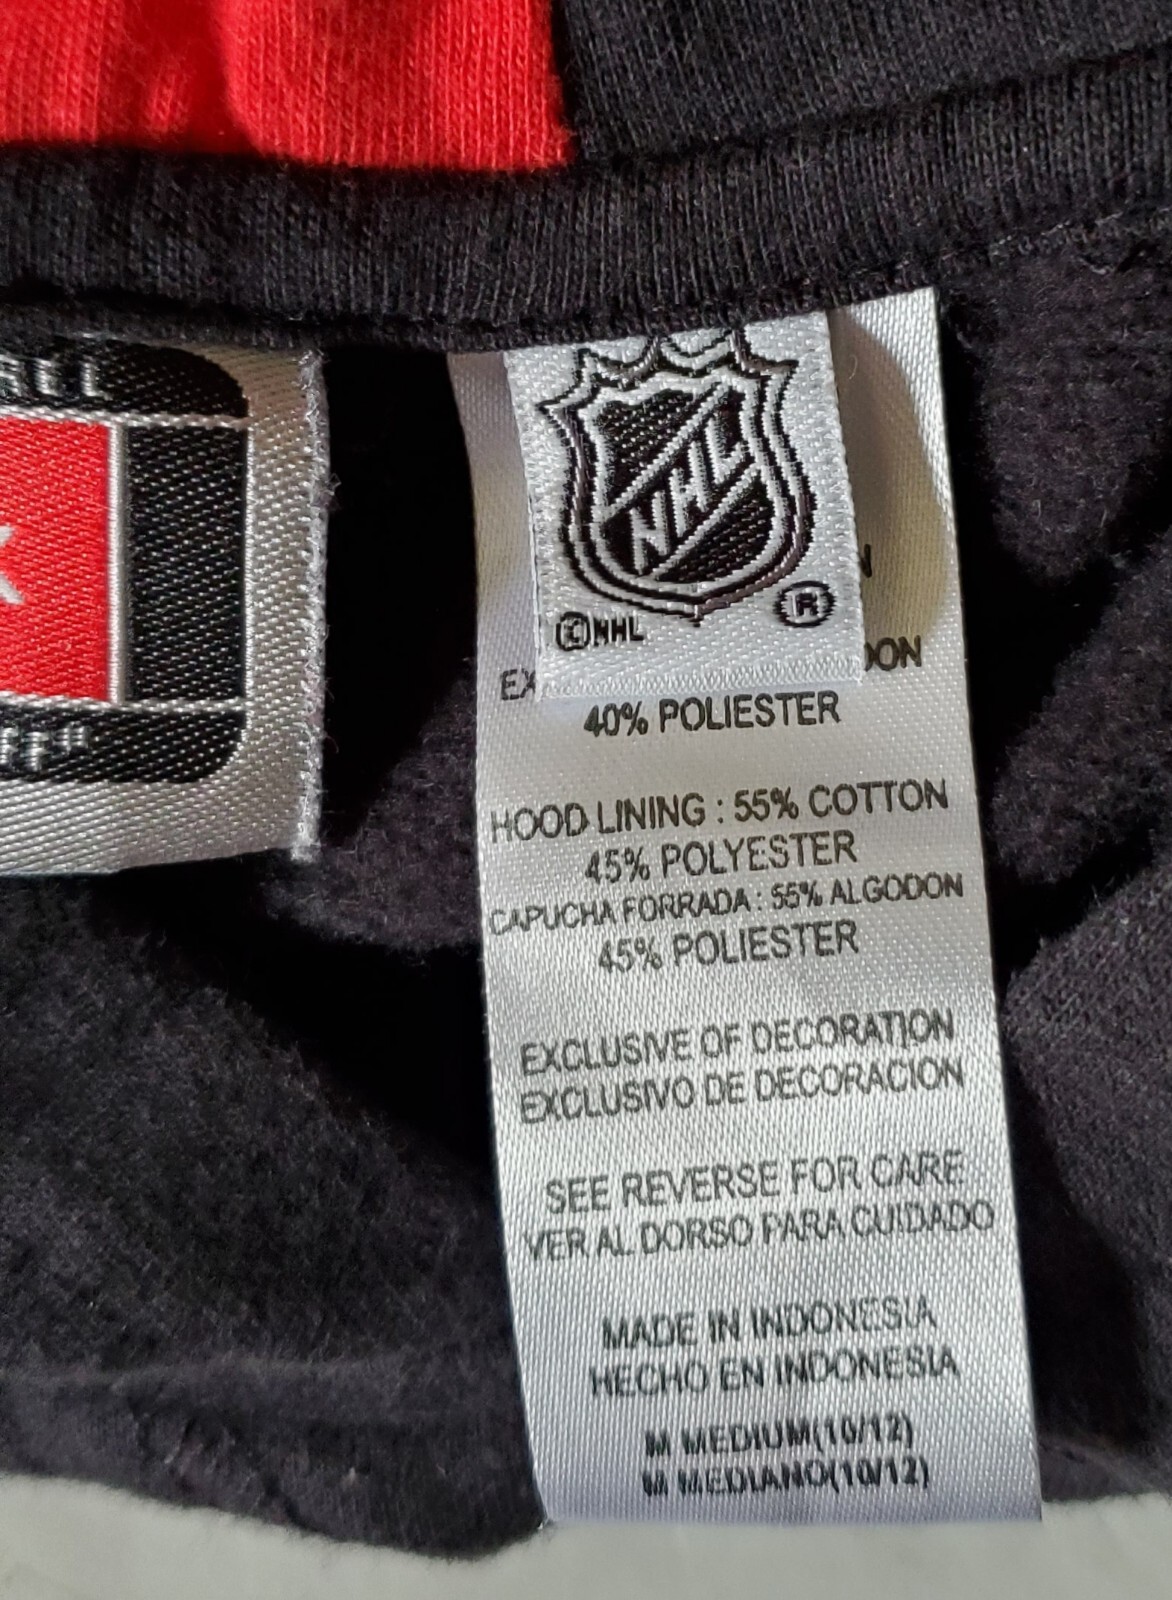 NHL
©NHL ®
40% POLIESTER
HOOD LINING : 55% COTTON
45% POLYESTER
CAPUCHA FORRADA : 55% ALGODON
45% POLIESTER
EXCLUSIVE OF DECORATION
EXCLUSIVO DE DECORACION
SEE REVERSE FOR CARE
VER AL DORSO PARA CUIDADO
MADE IN INDONESIA
HECHO EN INDONESIA
M MEDIUM(10/12)
M MEDIANO(10/12)